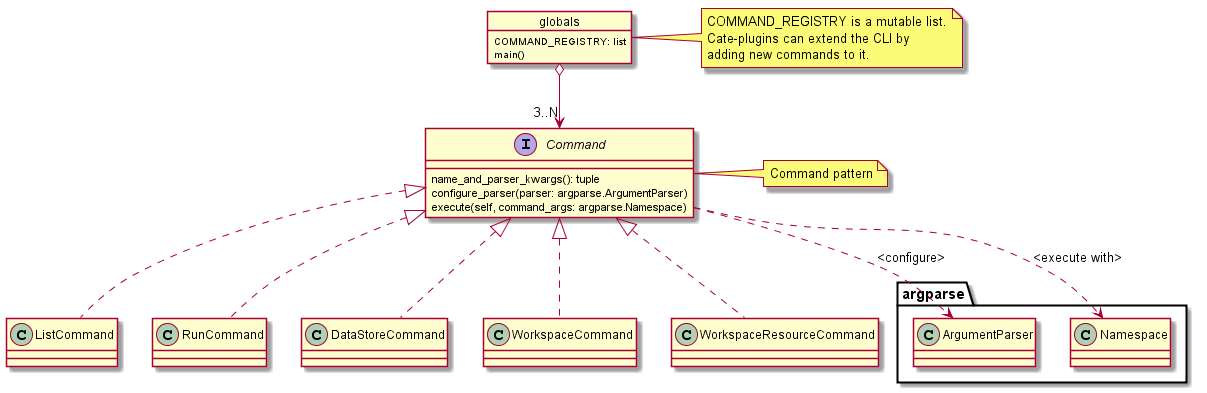 globals
COMMAND_REGISTRY: list
main()
COMMAND_REGISTRY is a mutable list.
Cate-plugins can extend the CLI by
adding new commands to it.
3..N
I
Command
name_and_parser_kwargs(): tuple
configure_parser(parser: argparse.ArgumentParser)
execute(self, command_args: argparse.Namespace)
Command pattern
<configure>
<execute with>
argparse
C ListCommand
C RunCommand
C DataStoreCommand
C WorkspaceCommand
C WorkspaceResourceCommand
C ArgumentParser
C Namespace